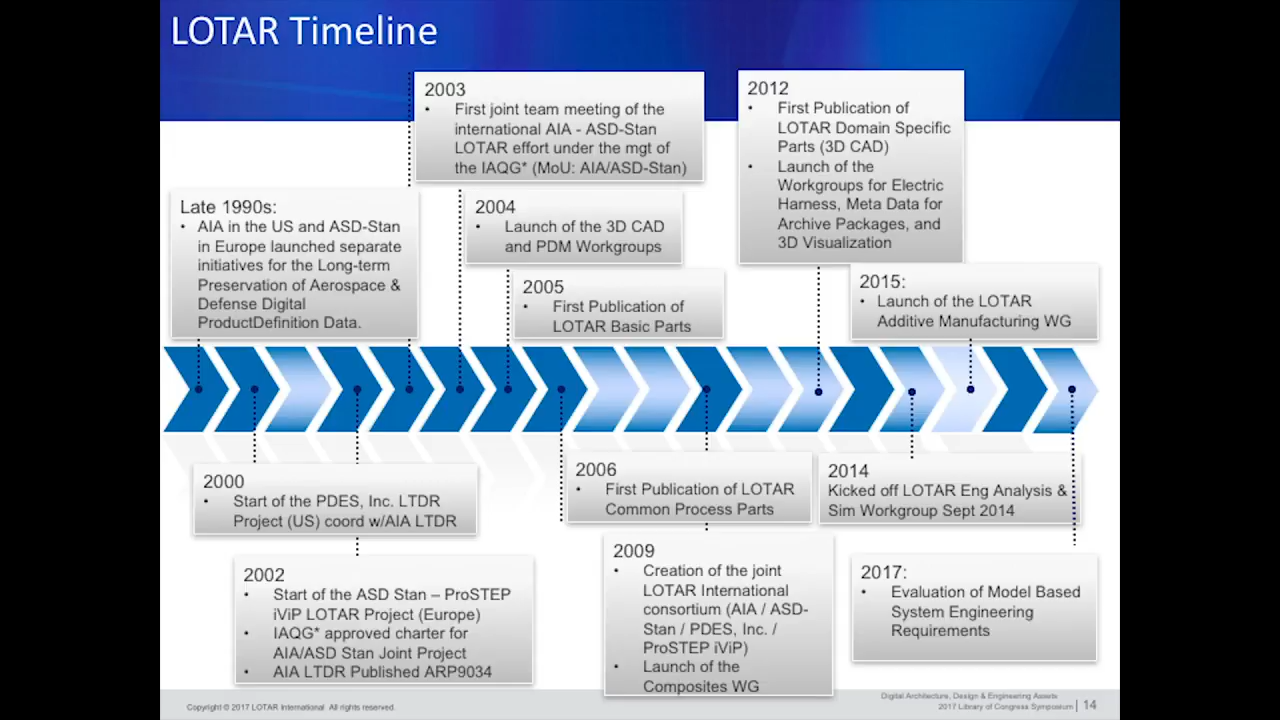 LOTAR Timeline
2003
• First joint team meeting of the
international AIA - ASD-Stan
LOTAR effort under the mgt of
the IAQG* (MoU: AIA/ASD-Stan)
2012
• First Publication of
LOTAR Domain Specific
Parts (3D CAD)
• Launch of the
Workgroups for Electric
Harness, Meta Data for
Archive Packages, and
3D Visualization
Late 1990s:
• AIA in the US and ASD-Stan
in Europe launched separate
initiatives for the Long-term
Preservation of Aerospace &
Defense Digital
ProductDefinition Data.
2004
• Launch of the 3D CAD
and PDM Workgroups
2005
• First Publication of
LOTAR Basic Parts
2015:
• Launch of the LOTAR
Additive Manufacturing WG
2000
• Start of the PDES, Inc. LTDR
Project (US) coord w/AIA LTDR
2006
• First Publication of LOTAR
Common Process Parts
2014
Kicked off LOTAR Eng Analysis &
Sim Workgroup Sept 2014
2002
• Start of the ASD Stan – ProSTEP
iViP LOTAR Project (Europe)
• IAQG* approved charter for
AIA/ASD Stan Joint Project
• AIA LTDR Published ARP9034
2009
• Creation of the joint
LOTAR International
consortium (AIA / ASD-
Stan / PDES, Inc. /
ProSTEP iViP)
• Launch of the
Composites WG
2017:
• Evaluation of Model Based
System Engineering
Requirements
Copyright © 2017 LOTAR International All rights reserved.
Digital Architecture, Design & Engineering Assets
2017 Library of Congress Symposium | 14